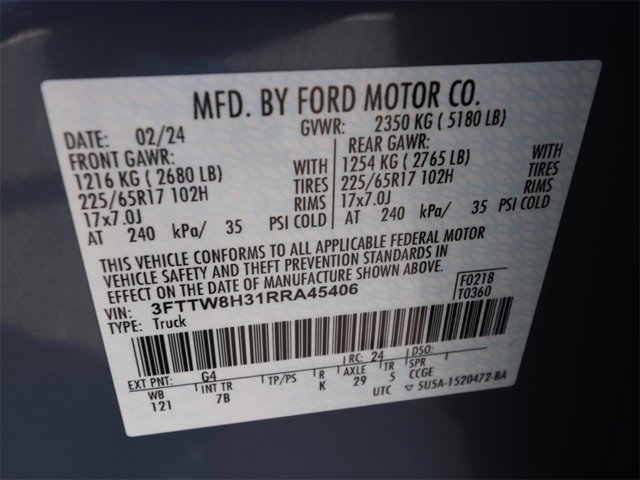 MFD. BY FORD MOTOR CO.
DATE: 02/24 GVWR: 2350 KG ( 5180 LB)
FRONT GAWR: REAR GAWR:
1216 KG ( 2680 LB) WITH 1254 KG ( 2765 LB) WITH
225/65R17 102H TIRES 225/65R17 102H TIRES
17x7.0J RIMS 17x7.0J RIMS
AT 240 kPa/ 35 PSI COLD AT 240 kPa/ 35 PSI COLD
THIS VEHICLE CONFORMS TO ALL APPLICABLE FEDERAL MOTOR
VEHICLE SAFETY AND THEFT PREVENTION STANDARDS IN
EFFECT ON THE DATE OF MANUFACTURE SHOWN ABOVE.
VIN: 3FTTW8H31RRA45406 F0218
TYPE: Truck T0360
EXT PNT: G4 RC: 24 DSO:
WB INT TR TP/PS R AXLE TR SPR
121 7B K 29 5 CCGE
UTC ▽ 5U5A-1520472-BA